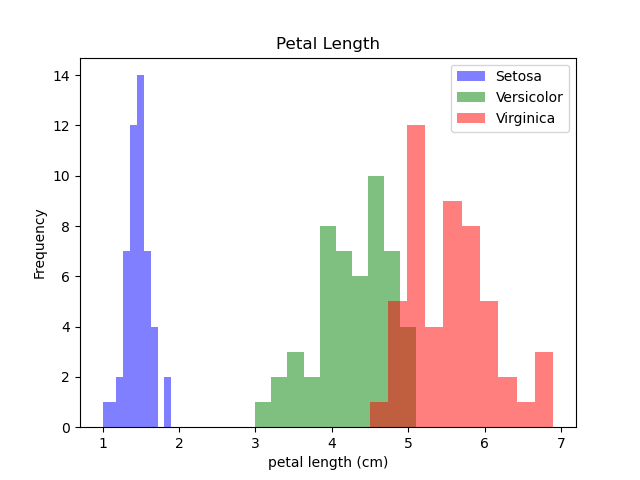 Petal Length
Setosa
Versicolor
Virginica
Frequency
14
12
10
8
6
4
2
0
1 2 3 4 5 6 7
petal length (cm)